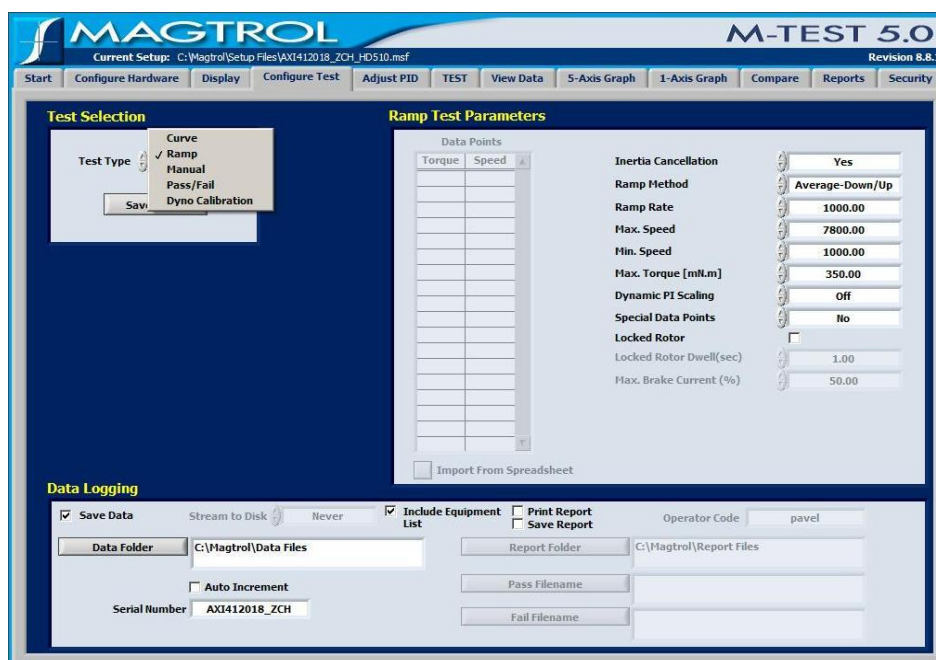 MAGTROL
M-TEST 5.0
Current Setup: C:\Magtrol\Setup Files\AXI412018_ZCH_HD510.msf
Revision 8.8.
Start Configure Hardware Display Configure Test Adjust PID TEST View Data 5-Axis Graph 1-Axis Graph Compare Reports Security
Test Selection
Test Type
Curve
✓ Ramp
Manual
Pass/Fail
Dyno Calibration
Sav
Ramp Test Parameters
Data Points
Torque Speed
Import From Spreadsheet
Inertia Cancellation Yes
Ramp Method Average-Down/Up
Ramp Rate 1000.00
Max. Speed 7800.00
Min. Speed 1000.00
Max. Torque [mN.m] 350.00
Dynamic PI Scaling Off
Special Data Points No
Locked Rotor
Locked Rotor Dwell(sec) 1.00
Max. Brake Current (%) 50.00
Data Logging
Save Data
Stream to Disk Never
Include Equipment
List
Print Report
Save Report
Operator Code pavel
Data Folder C:\Magtrol\Data Files
Report Folder C:\Magtrol\Report Files
Auto Increment
Pass Filename
Serial Number AXI412018_ZCH
Fail Filename